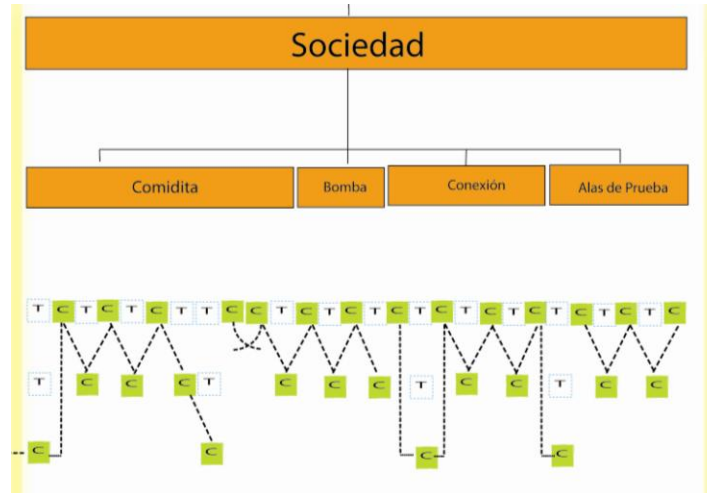 Sociedad
Comidita Bomba Conexión Alas de Prueba
T C T C T C T T C C T C T C T C T C T C T C T C T C T C
T C C C T C C C T C C T C C
C C C C